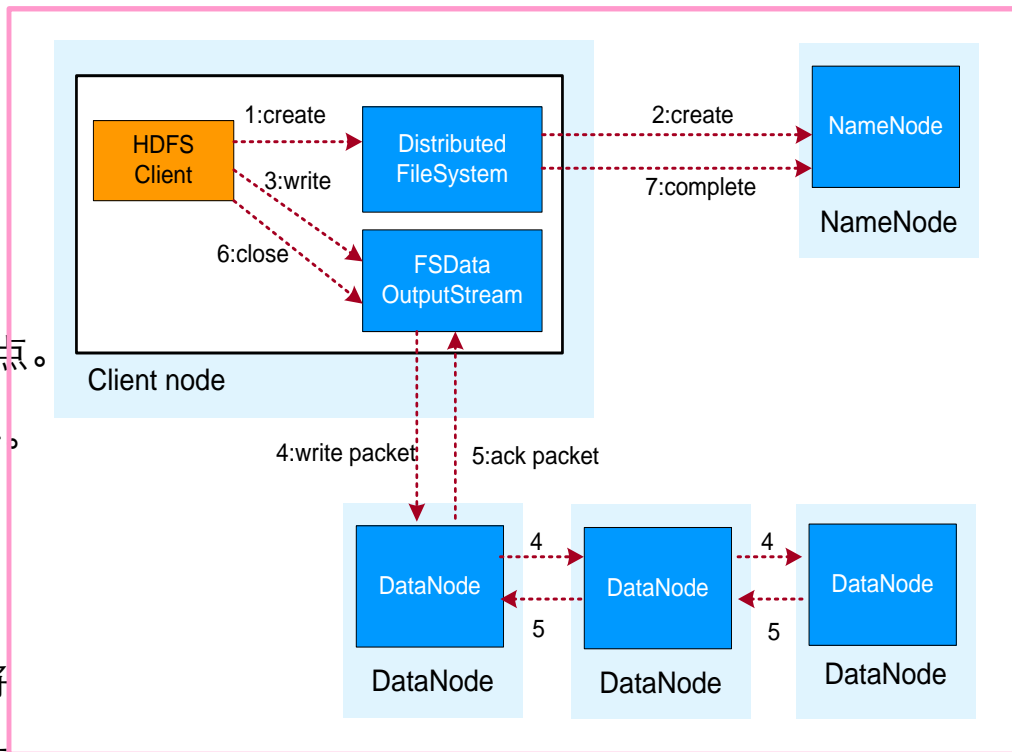 1:create
2:create
HDFS
Client
Distributed
FileSystem
NameNode
3:write
7:complete
NameNode
6:close
FSData
OutputStream
点。
。
Client node
4:write packet
5:ack packet
4
4
DataNode
DataNode
DataNode
5
5
DataNode
DataNode
DataNode